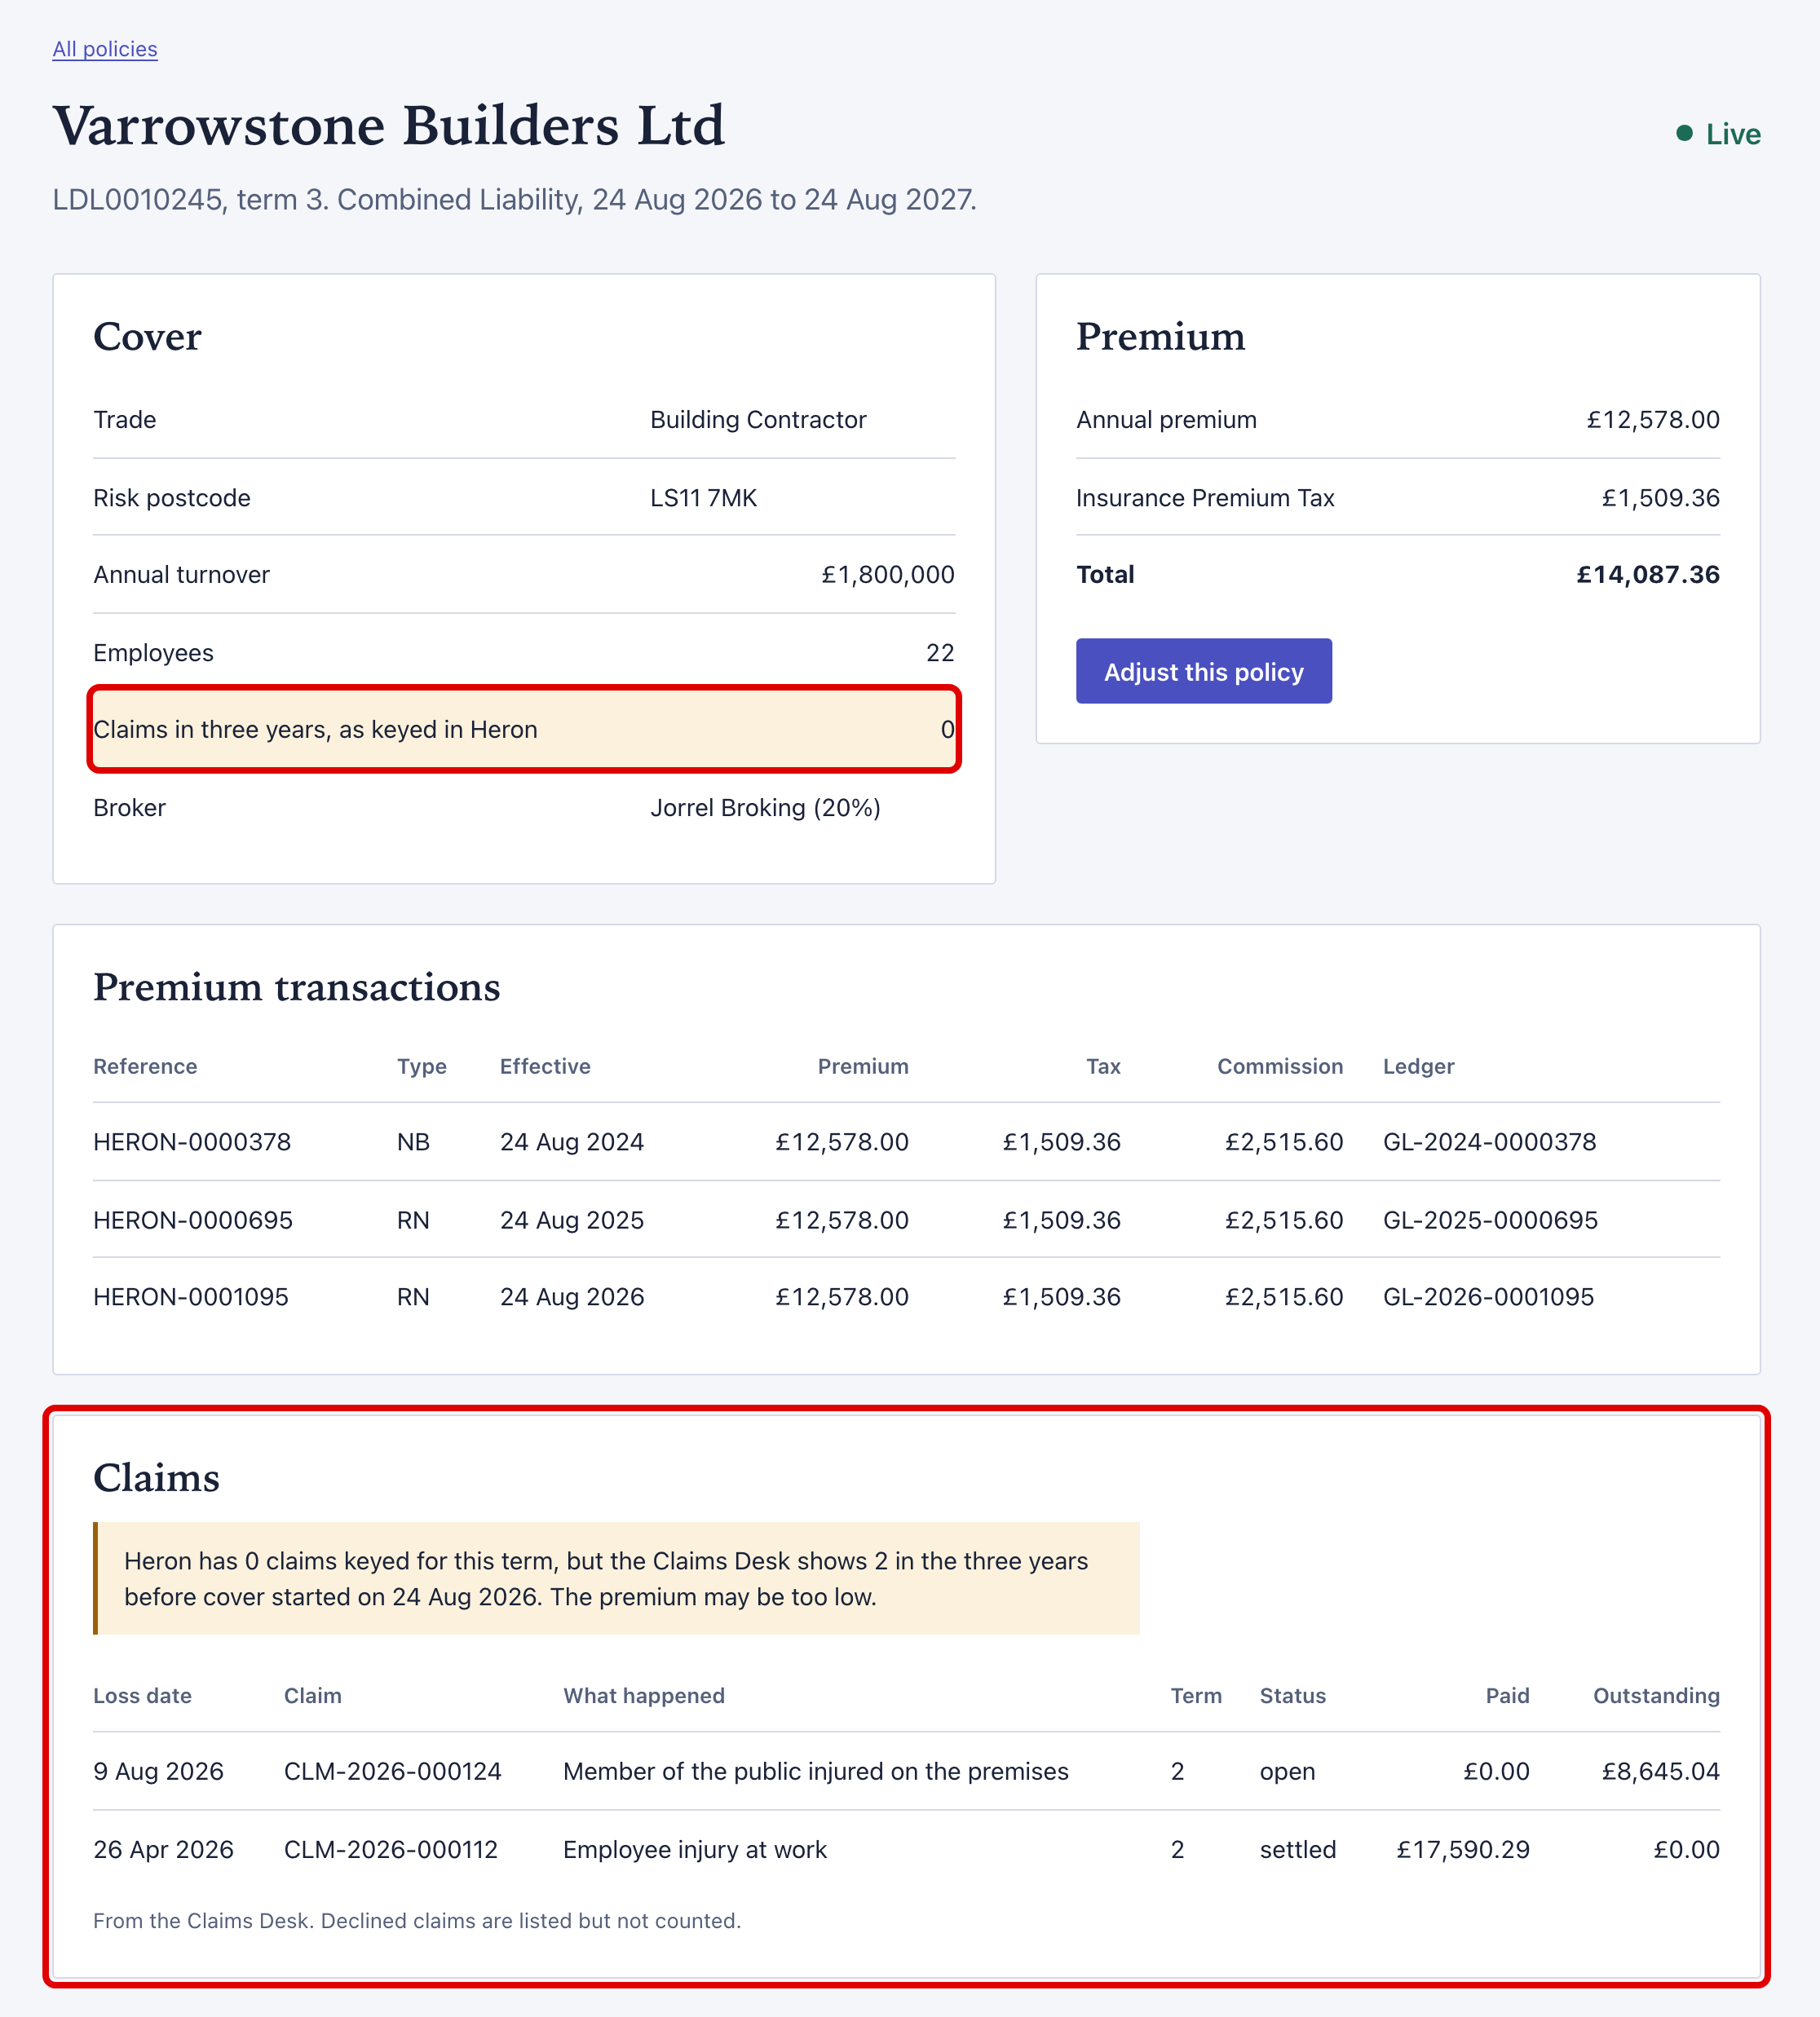 All policies
Varrowstone Builders Ltd
Live
LDL0010245, term 3. Combined Liability, 24 Aug 2026 to 24 Aug 2027.
Cover
Trade Building Contractor
Risk postcode LS11 7MK
Annual turnover £1,800,000
Employees 22
Claims in three years, as keyed in Heron 0
Broker Jorrel Broking (20%)
Premium
Annual premium £12,578.00
Insurance Premium Tax £1,509.36
Total £14,087.36
Adjust this policy
Premium transactions
Reference Type Effective Premium Tax Commission Ledger
HERON-0000378 NB 24 Aug 2024 £12,578.00 £1,509.36 £2,515.60 GL-2024-0000378
HERON-0000695 RN 24 Aug 2025 £12,578.00 £1,509.36 £2,515.60 GL-2025-0000695
HERON-0001095 RN 24 Aug 2026 £12,578.00 £1,509.36 £2,515.60 GL-2026-0001095
Claims
Heron has 0 claims keyed for this term, but the Claims Desk shows 2 in the three years
before cover started on 24 Aug 2026. The premium may be too low.
Loss date Claim What happened Term Status Paid Outstanding
9 Aug 2026 CLM-2026-000124 Member of the public injured on the premises 2 open £0.00 £8,645.04
26 Apr 2026 CLM-2026-000112 Employee injury at work 2 settled £17,590.29 £0.00
From the Claims Desk. Declined claims are listed but not counted.